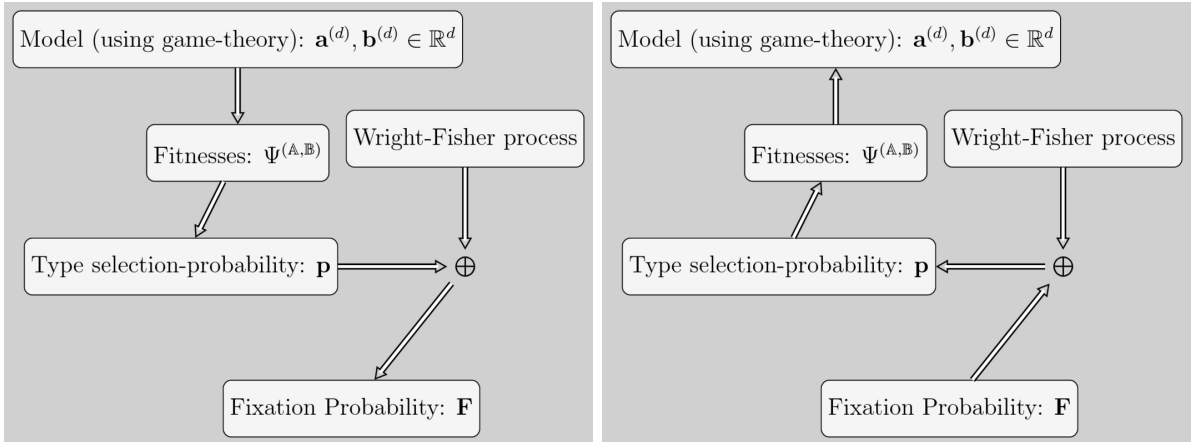 Model (using game-theory): a^(d), b^(d) ∈ ℝ^d
Fitnesses: Ψ^(𝔸,𝔹)
Wright-Fisher process
Type selection-probability: p
⊕
Fixation Probability: F
Model (using game-theory): a^(d), b^(d) ∈ ℝ^d
Fitnesses: Ψ^(𝔸,𝔹)
Wright-Fisher process
Type selection-probability: p
⊕
Fixation Probability: F